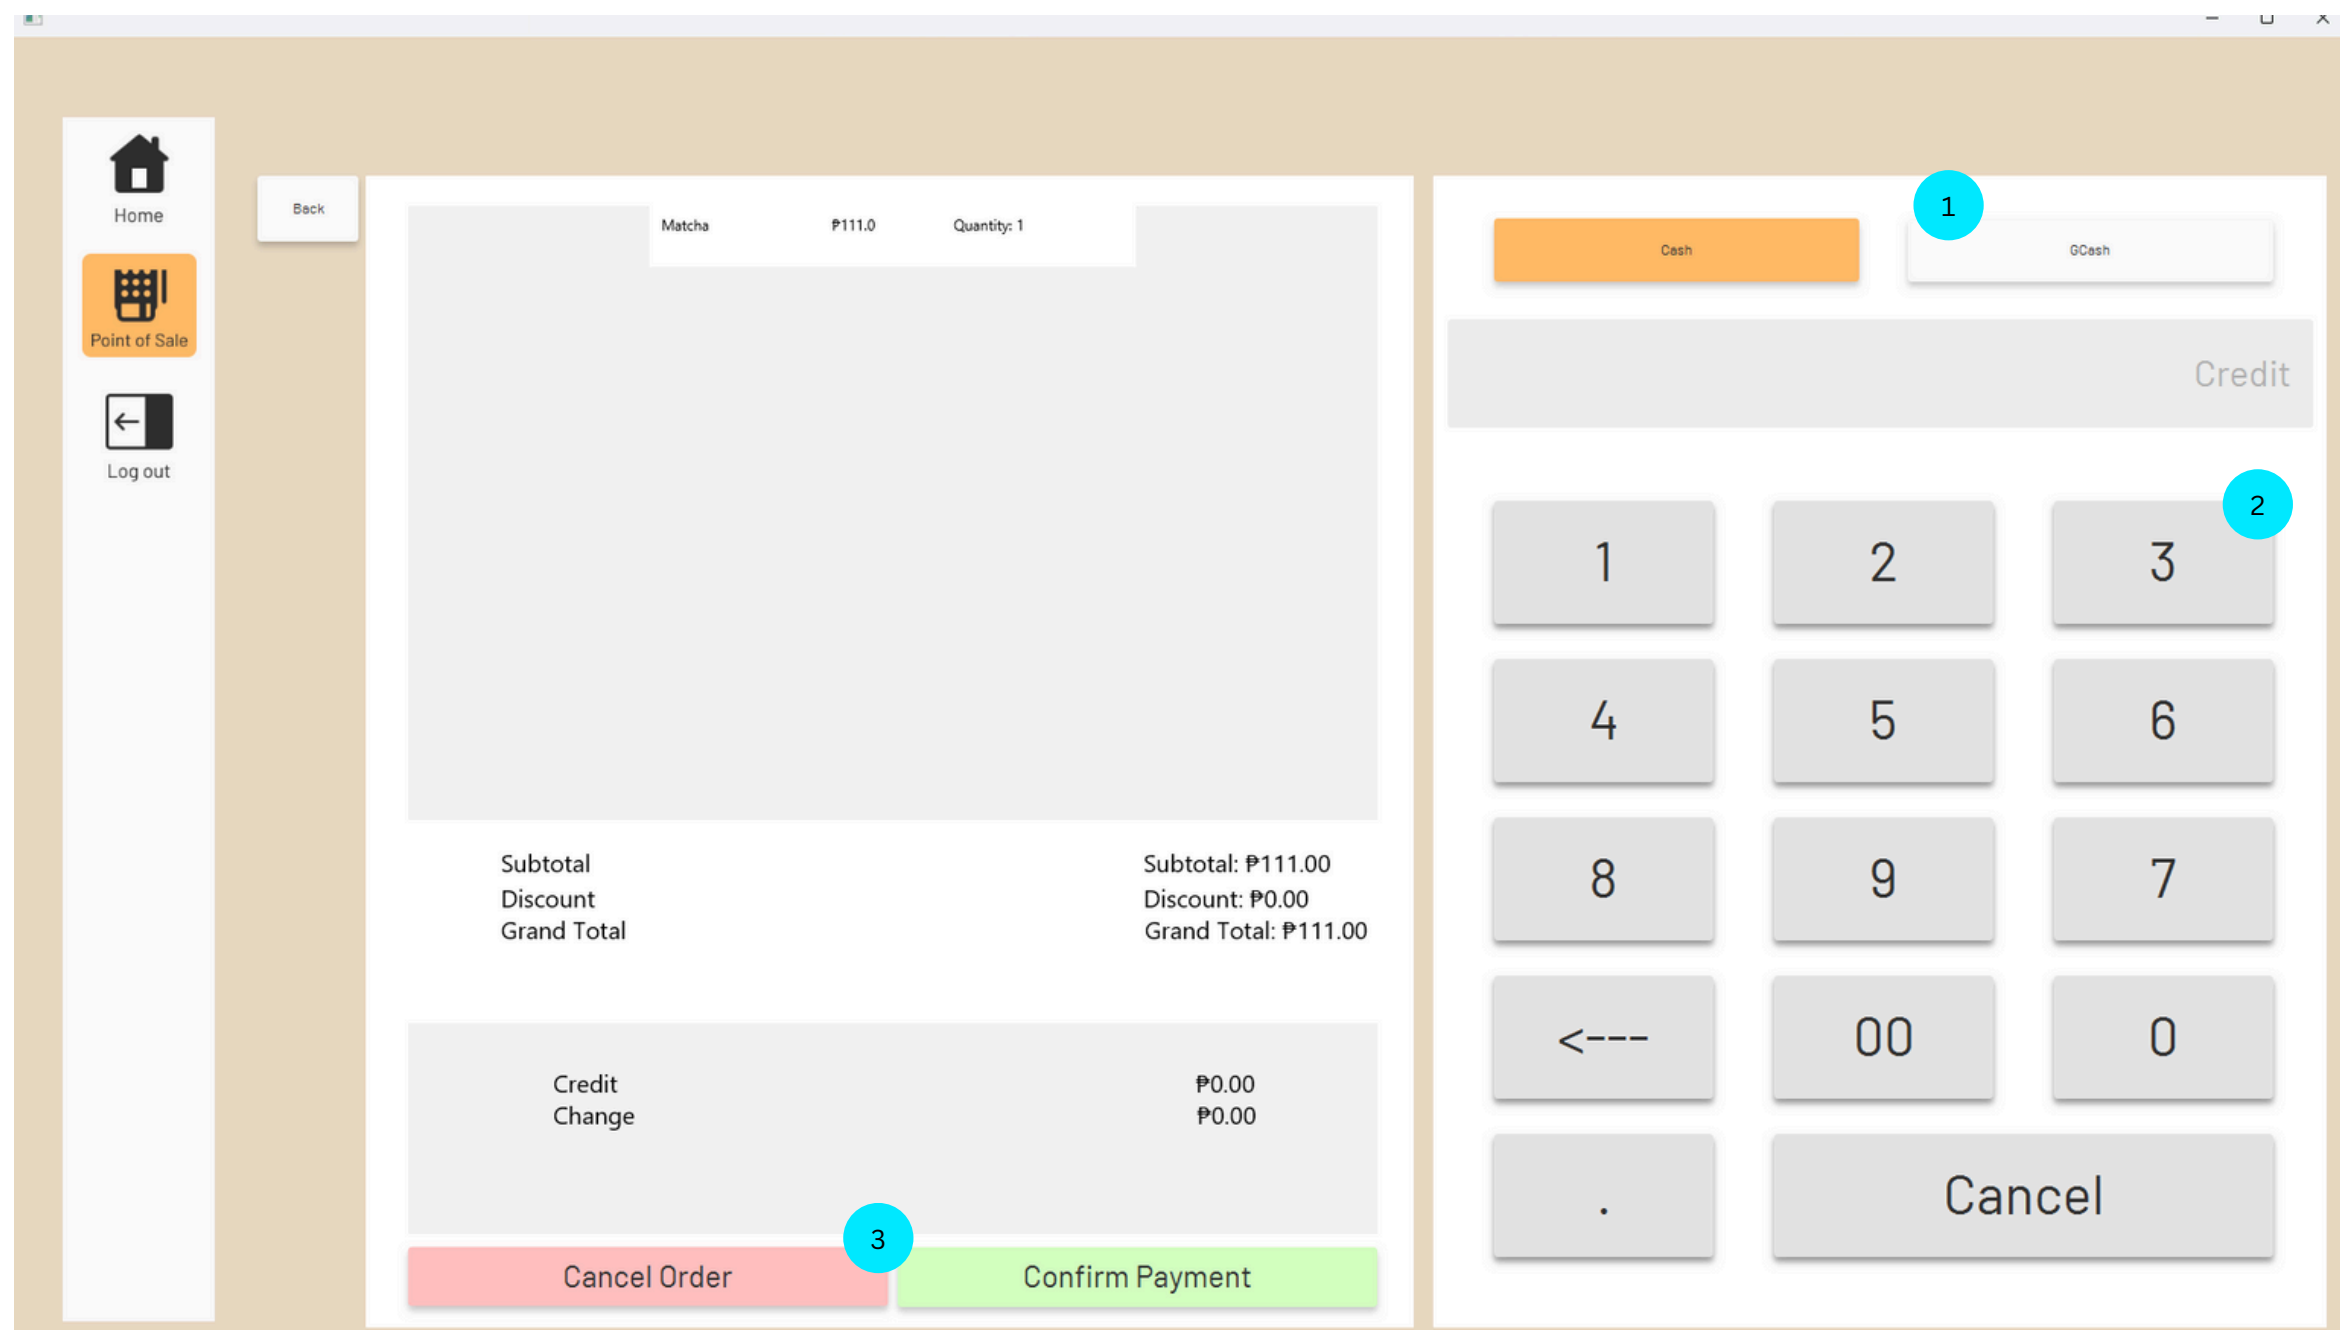 Home
Point of Sale
Log out
Back
Matcha ₱111.0 Quantity: 1
Subtotal Subtotal: ₱111.00
Discount Discount: ₱0.00
Grand Total Grand Total: ₱111.00
Credit ₱0.00
Change ₱0.00
3
Cancel Order Confirm Payment
1
Cash GCash
Credit
2
1 2 3
4 5 6
8 9 7
<--- 00 0
. Cancel